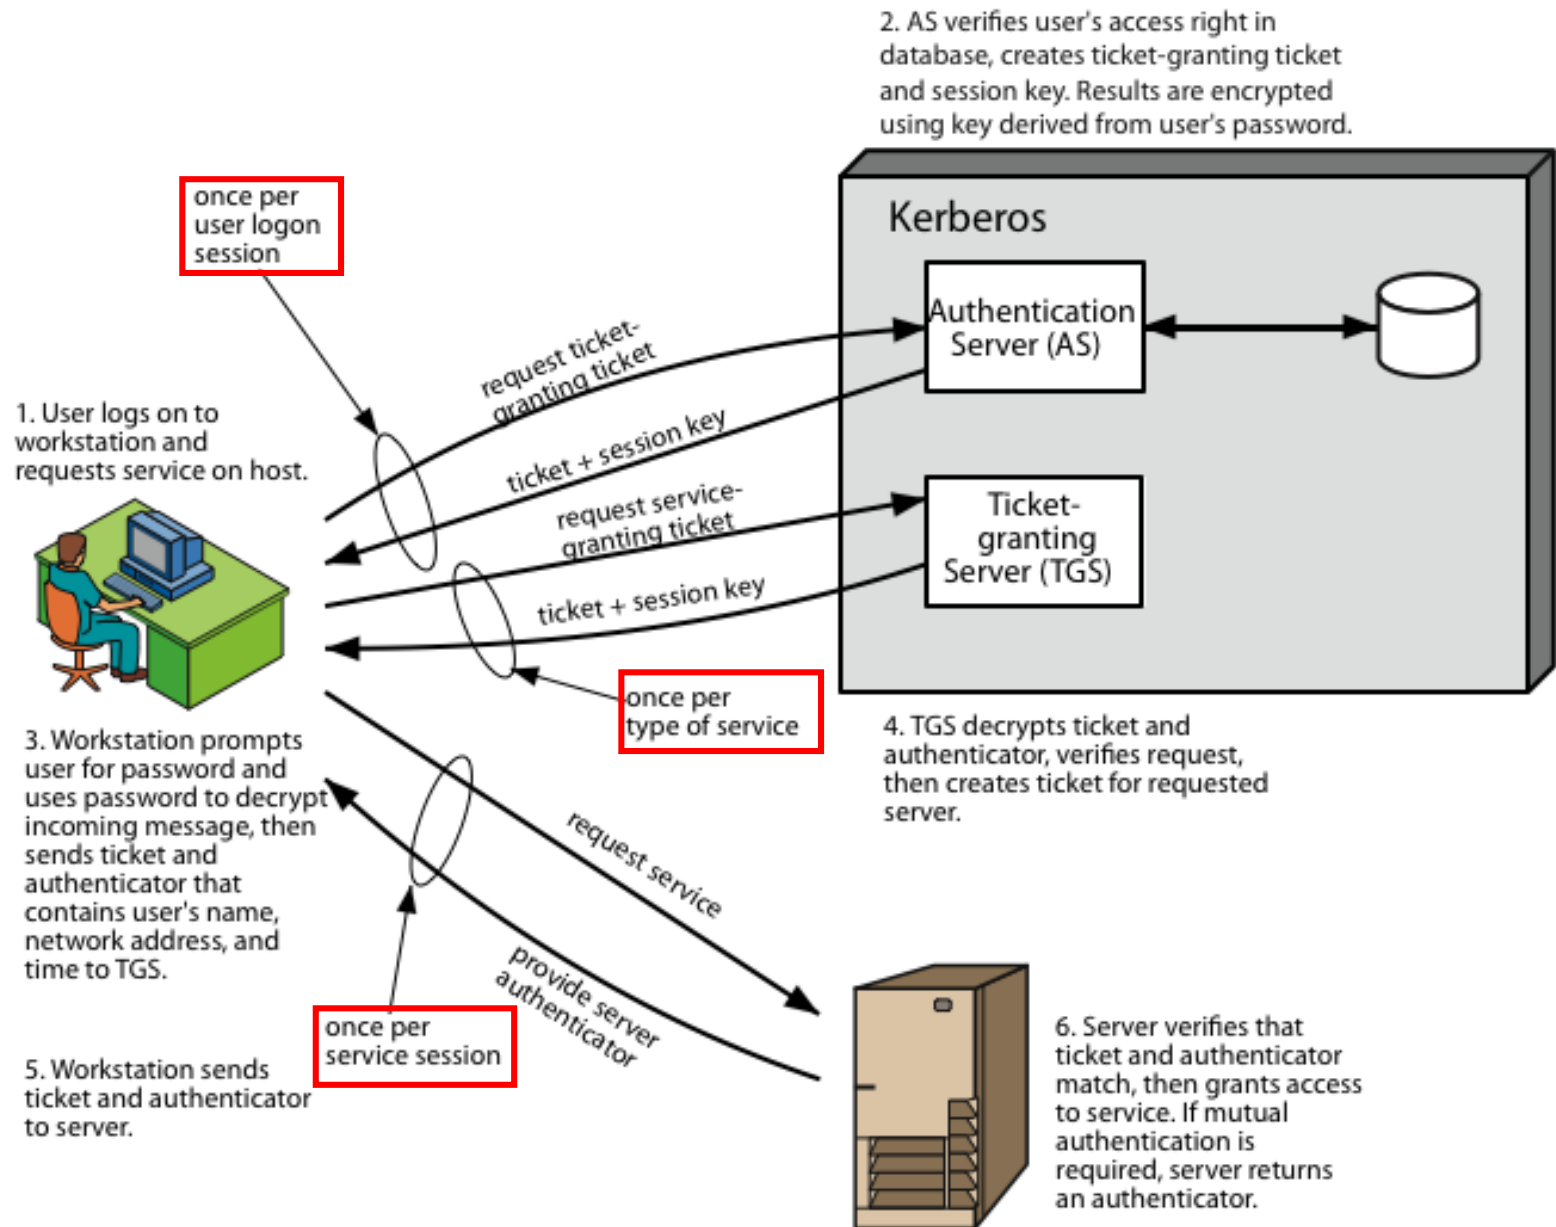 2. AS verifies user's access right in
database, creates ticket-granting ticket
and session key. Results are encrypted
using key derived from user's password.
once per
user logon
session
Kerberos
Authentication
Server (AS)
request ticket-
granting ticket
1. User logs on to
workstation and
requests service on host.
ticket + session key
request service-
granting ticket
Ticket-
granting
Server (TGS)
ticket + session key
once per
type of service
3. Workstation prompts
user for password and
uses password to decrypt
incoming message, then
sends ticket and
authenticator that
contains user's name,
network address, and
time to TGS.
4. TGS decrypts ticket and
authenticator, verifies request,
then creates ticket for requested
server.
request service
provide server
authenticator
once per
service session
5. Workstation sends
ticket and authenticator
to server.
6. Server verifies that
ticket and authenticator
match, then grants access
to service. If mutual
authentication is
required, server returns
an authenticator.